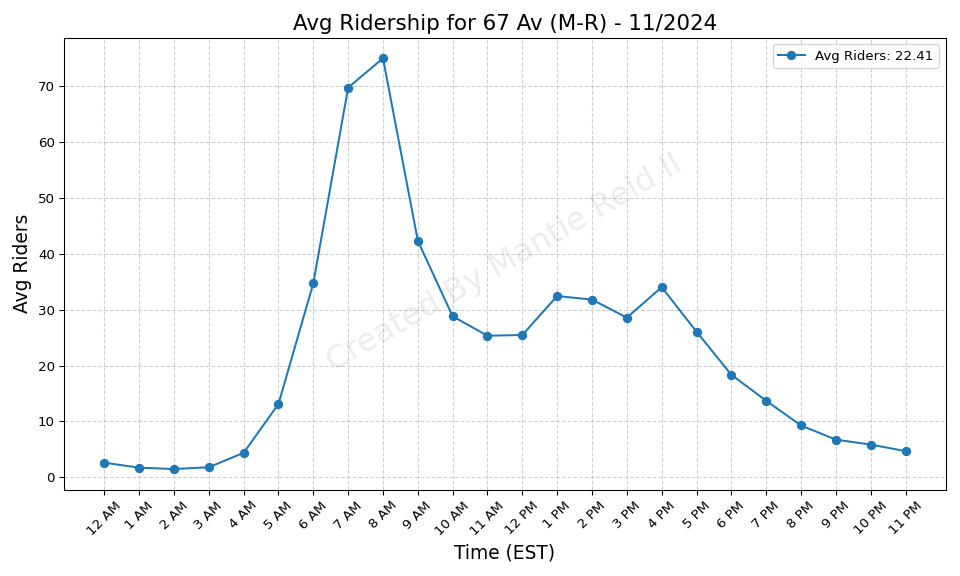 Avg Ridership for 67 Av (M-R) - 11/2024
Avg Riders: 22.41
Avg Riders
70
60
50
40
30
20
10
0
Created By Mantie Reid II
12 AM
1 AM
2 AM
3 AM
4 AM
5 AM
6 AM
7 AM
8 AM
9 AM
10 AM
11 AM
12 PM
1 PM
2 PM
3 PM
4 PM
5 PM
6 PM
7 PM
8 PM
9 PM
10 PM
11 PM
Time (EST)